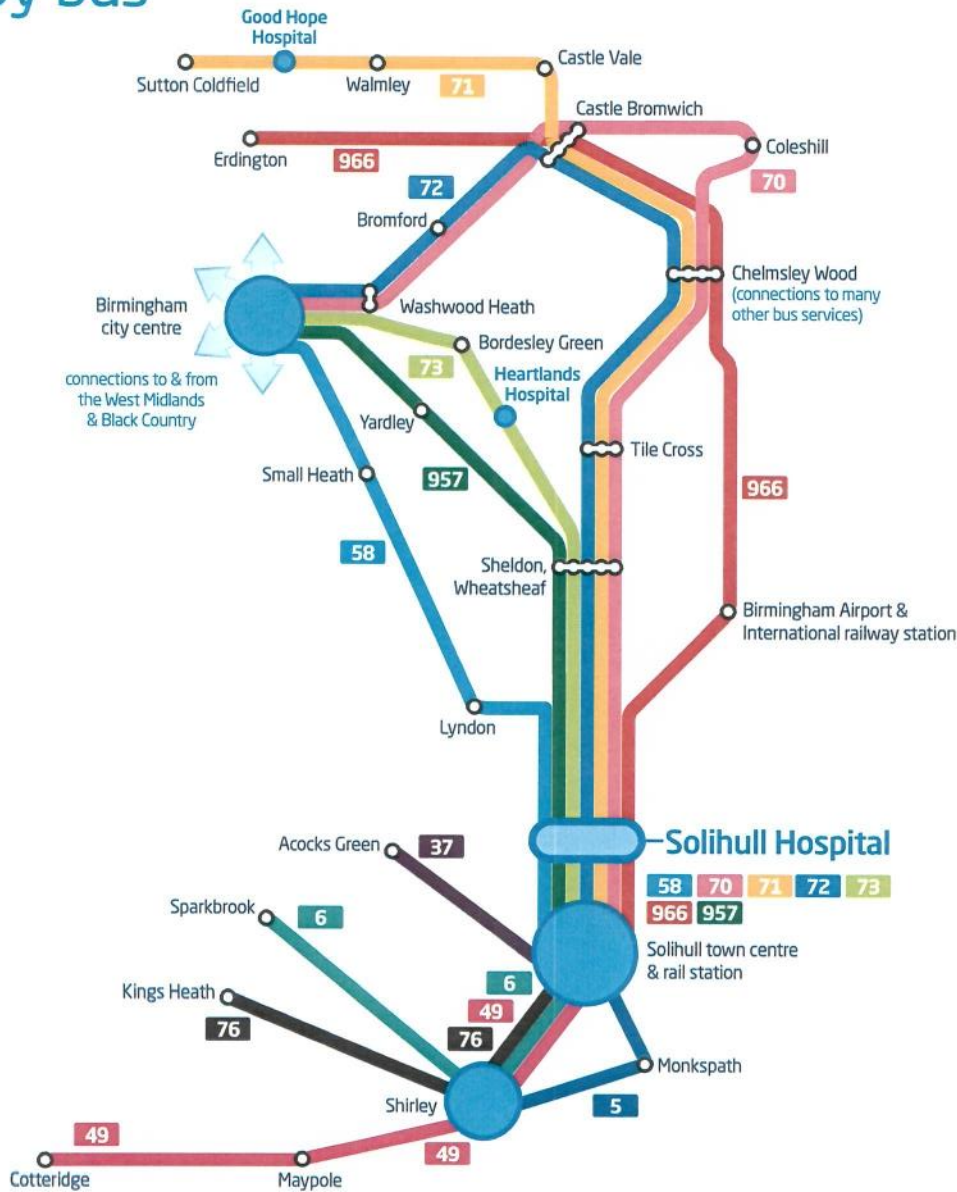 by bus
Good Hope
Hospital
Castle Vale
Sutton Coldfield
Walmley
71
Castle Bromwich
Erdington
966
Coleshill
70
72
Bromford
Chelmsley Wood
(connections to many
other bus services)
Birmingham
city centre
Washwood Heath
connections to & from
the West Midlands
& Black Country
Bordesley Green
73
Heartlands
Hospital
Yardley
Tile Cross
Small Heath
957
966
58
Sheldon,
Wheatsheaf
Birmingham Airport &
International railway station
Lyndon
Solihull Hospital
58 70 71 72 73
966 957
Acocks Green
37
Sparkbrook
6
Solihull town centre
& rail station
Kings Heath
76
6
49
76
Monkspath
Shirley
5
49
49
Cotteridge
Maypole